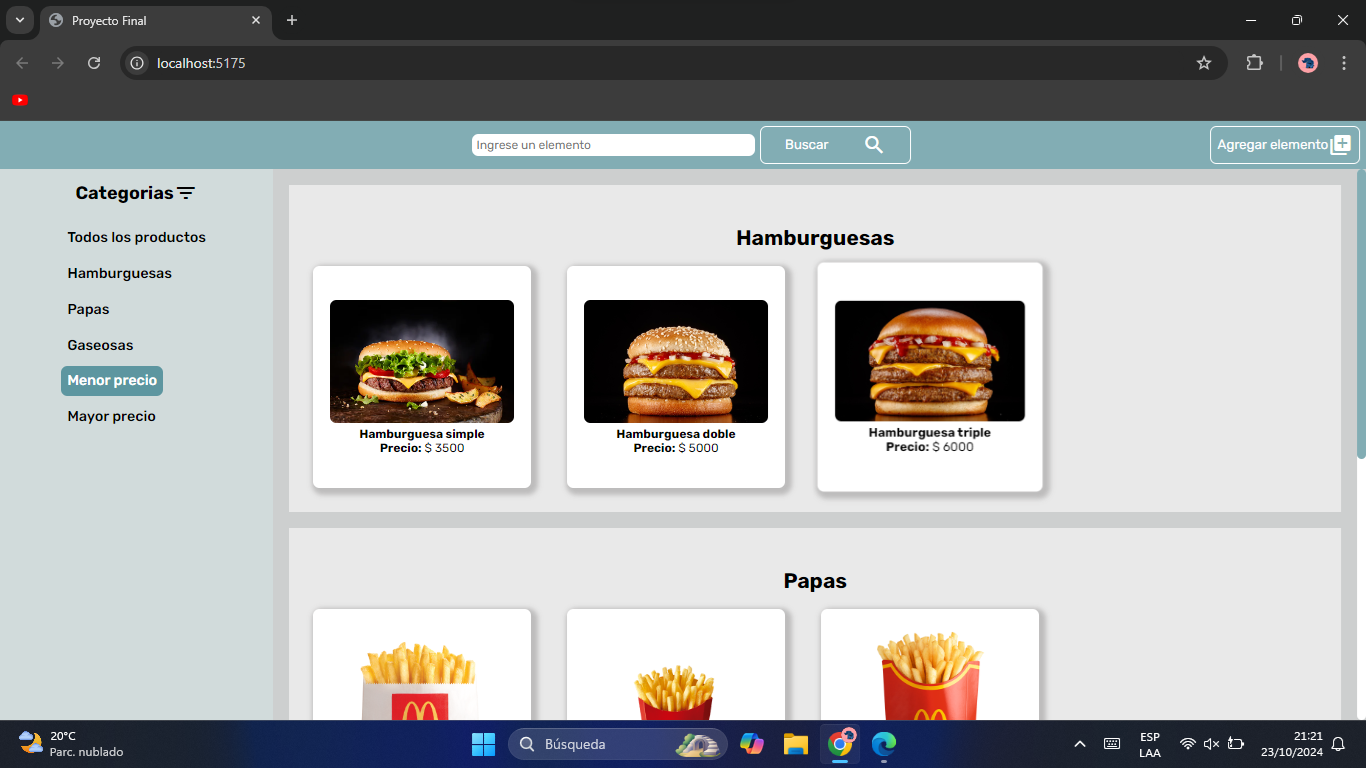 Proyecto Final
localhost:5175
Ingrese un elemento
Buscar
Agregar elemento
Categorias
Todos los productos
Hamburguesas
Papas
Gaseosas
Menor precio
Mayor precio
Hamburguesas
Hamburguesa simple
Precio: $ 3500
Hamburguesa doble
Precio: $ 5000
Hamburguesa triple
Precio: $ 6000
Papas
20°C
Parc. nublado
Búsqueda
ESP
LAA
21:21
23/10/2024